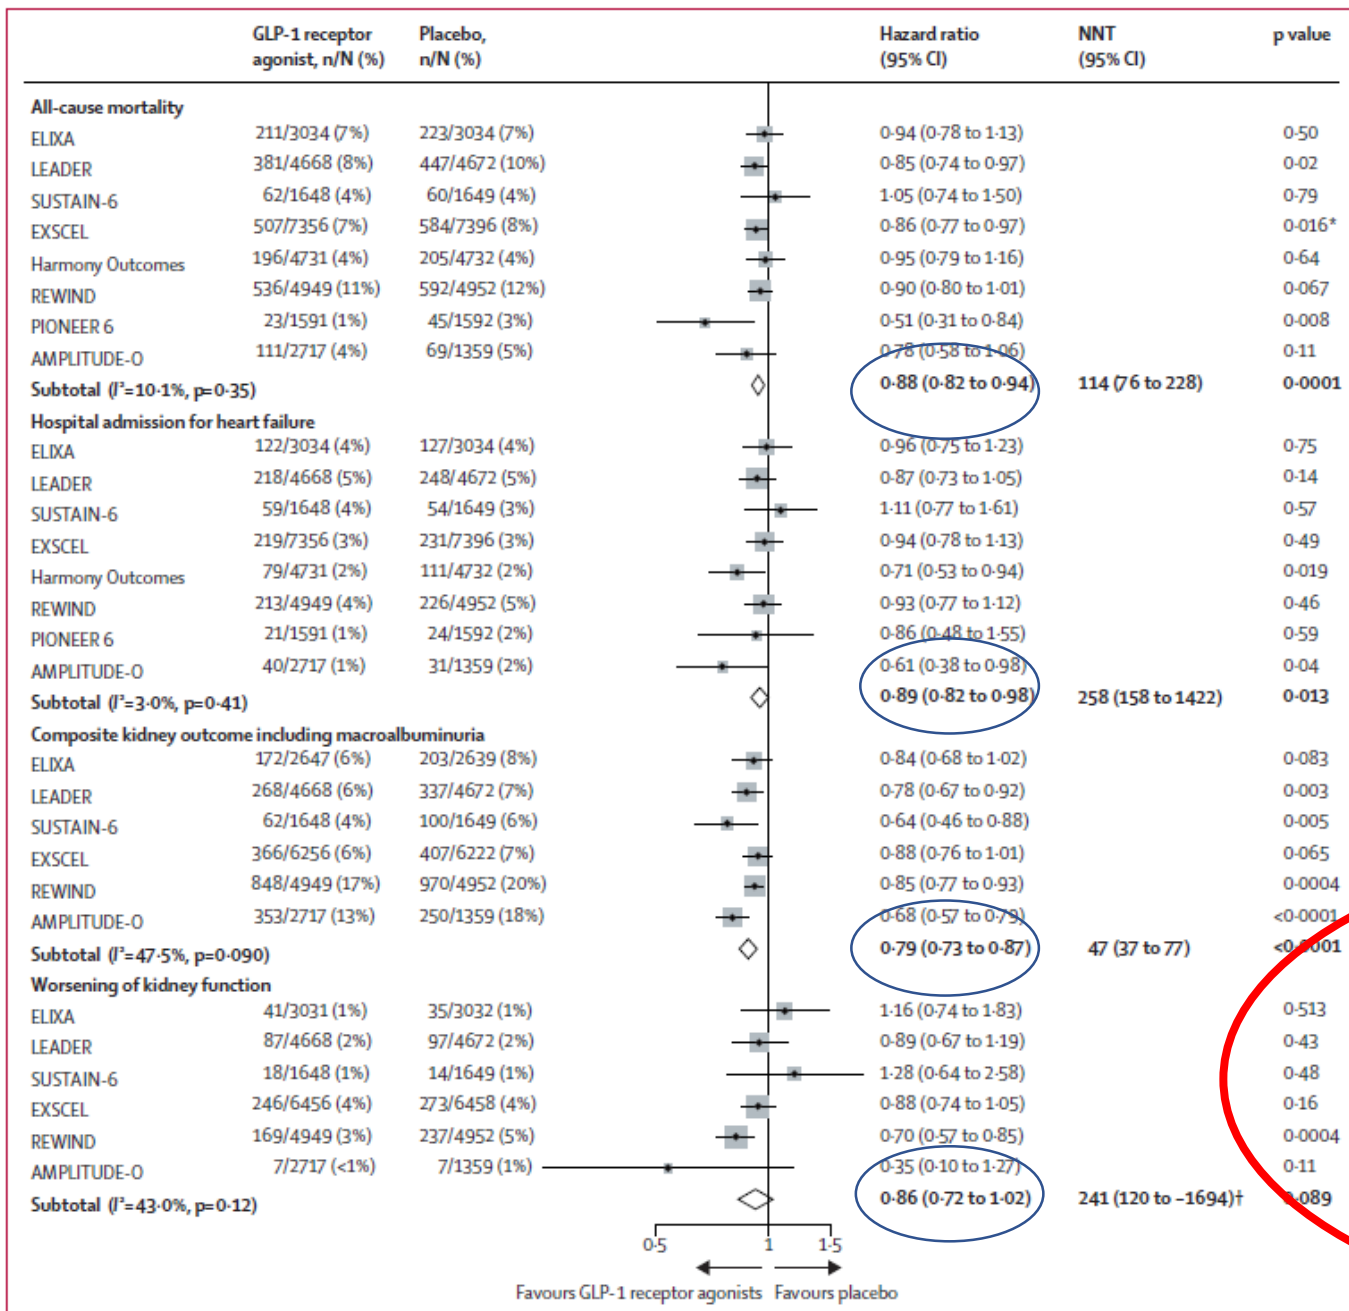 GLP-1 receptor Placebo, Hazard ratio NNT p value
agonist, n/N (%) n/N (%) (95% CI) (95% CI)
All-cause mortality
ELIXA 211/3034 (7%) 223/3034 (7%) 0·94 (0·78 to 1·13) 0·50
LEADER 381/4668 (8%) 447/4672 (10%) 0·85 (0·74 to 0·97) 0·02
SUSTAIN-6 62/1648 (4%) 60/1649 (4%) 1·05 (0·74 to 1·50) 0·79
EXSCEL 507/7356 (7%) 584/7396 (8%) 0·86 (0·77 to 0·97) 0·016*
Harmony Outcomes 196/4731 (4%) 205/4732 (4%) 0·95 (0·79 to 1·16) 0·64
REWIND 536/4949 (11%) 592/4952 (12%) 0·90 (0·80 to 1·01) 0·067
PIONEER 6 23/1591 (1%) 45/1592 (3%) 0·51 (0·31 to 0·84) 0·008
AMPLITUDE-O 111/2717 (4%) 69/1359 (5%) 0·78 (0·58 to 1·06) 0·11
Subtotal (I²=10·1%, p=0·35) 0·88 (0·82 to 0·94) 114 (76 to 228) 0·0001
Hospital admission for heart failure
ELIXA 122/3034 (4%) 127/3034 (4%) 0·96 (0·75 to 1·23) 0·75
LEADER 218/4668 (5%) 248/4672 (5%) 0·87 (0·73 to 1·05) 0·14
SUSTAIN-6 59/1648 (4%) 54/1649 (3%) 1·11 (0·77 to 1·61) 0·57
EXSCEL 219/7356 (3%) 231/7396 (3%) 0·94 (0·78 to 1·13) 0·49
Harmony Outcomes 79/4731 (2%) 111/4732 (2%) 0·71 (0·53 to 0·94) 0·019
REWIND 213/4949 (4%) 226/4952 (5%) 0·93 (0·77 to 1·12) 0·46
PIONEER 6 21/1591 (1%) 24/1592 (2%) 0·86 (0·48 to 1·55) 0·59
AMPLITUDE-O 40/2717 (1%) 31/1359 (2%) 0·61 (0·38 to 0·98) 0·04
Subtotal (I²=3·0%, p=0·41) 0·89 (0·82 to 0·98) 258 (158 to 1422) 0·013
Composite kidney outcome including macroalbuminuria
ELIXA 172/2647 (6%) 203/2639 (8%) 0·84 (0·68 to 1·02) 0·083
LEADER 268/4668 (6%) 337/4672 (7%) 0·78 (0·67 to 0·92) 0·003
SUSTAIN-6 62/1648 (4%) 100/1649 (6%) 0·64 (0·46 to 0·88) 0·005
EXSCEL 366/6256 (6%) 407/6222 (7%) 0·88 (0·76 to 1·01) 0·065
REWIND 848/4949 (17%) 970/4952 (20%) 0·85 (0·77 to 0·93) 0·0004
AMPLITUDE-O 353/2717 (13%) 250/1359 (18%) 0·68 (0·57 to 0·79) <0·0001
Subtotal (I²=47·5%, p=0·090) 0·79 (0·73 to 0·87) 47 (37 to 77) <0·0001
Worsening of kidney function
ELIXA 41/3031 (1%) 35/3032 (1%) 1·16 (0·74 to 1·83) 0·513
LEADER 87/4668 (2%) 97/4672 (2%) 0·89 (0·67 to 1·19) 0·43
SUSTAIN-6 18/1648 (1%) 14/1649 (1%) 1·28 (0·64 to 2·58) 0·48
EXSCEL 246/6456 (4%) 273/6458 (4%) 0·88 (0·74 to 1·05) 0·16
REWIND 169/4949 (3%) 237/4952 (5%) 0·70 (0·57 to 0·85) 0·0004
AMPLITUDE-O 7/2717 (<1%) 7/1359 (1%) 0·35 (0·10 to 1·27) 0·11
Subtotal (I²=43·0%, p=0·12) 0·86 (0·72 to 1·02) 241 (120 to −1694)† 0·089
0·5 1 1·5
Favours GLP-1 receptor agonists Favours placebo